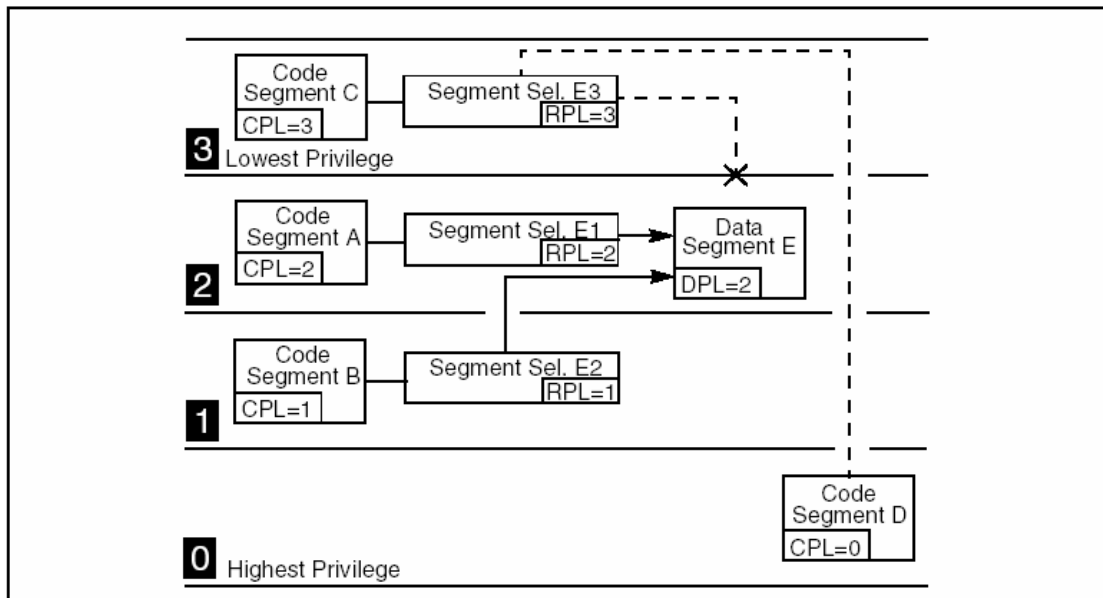 Code
Segment C
CPL=3
Segment Sel. E3
RPL=3
3
Lowest Privilege
Code
Segment A
CPL=2
Segment Sel. E1
RPL=2
Data
Segment E
DPL=2
2
Code
Segment B
CPL=1
Segment Sel. E2
RPL=1
1
Code
Segment D
CPL=0
0
Highest Privilege